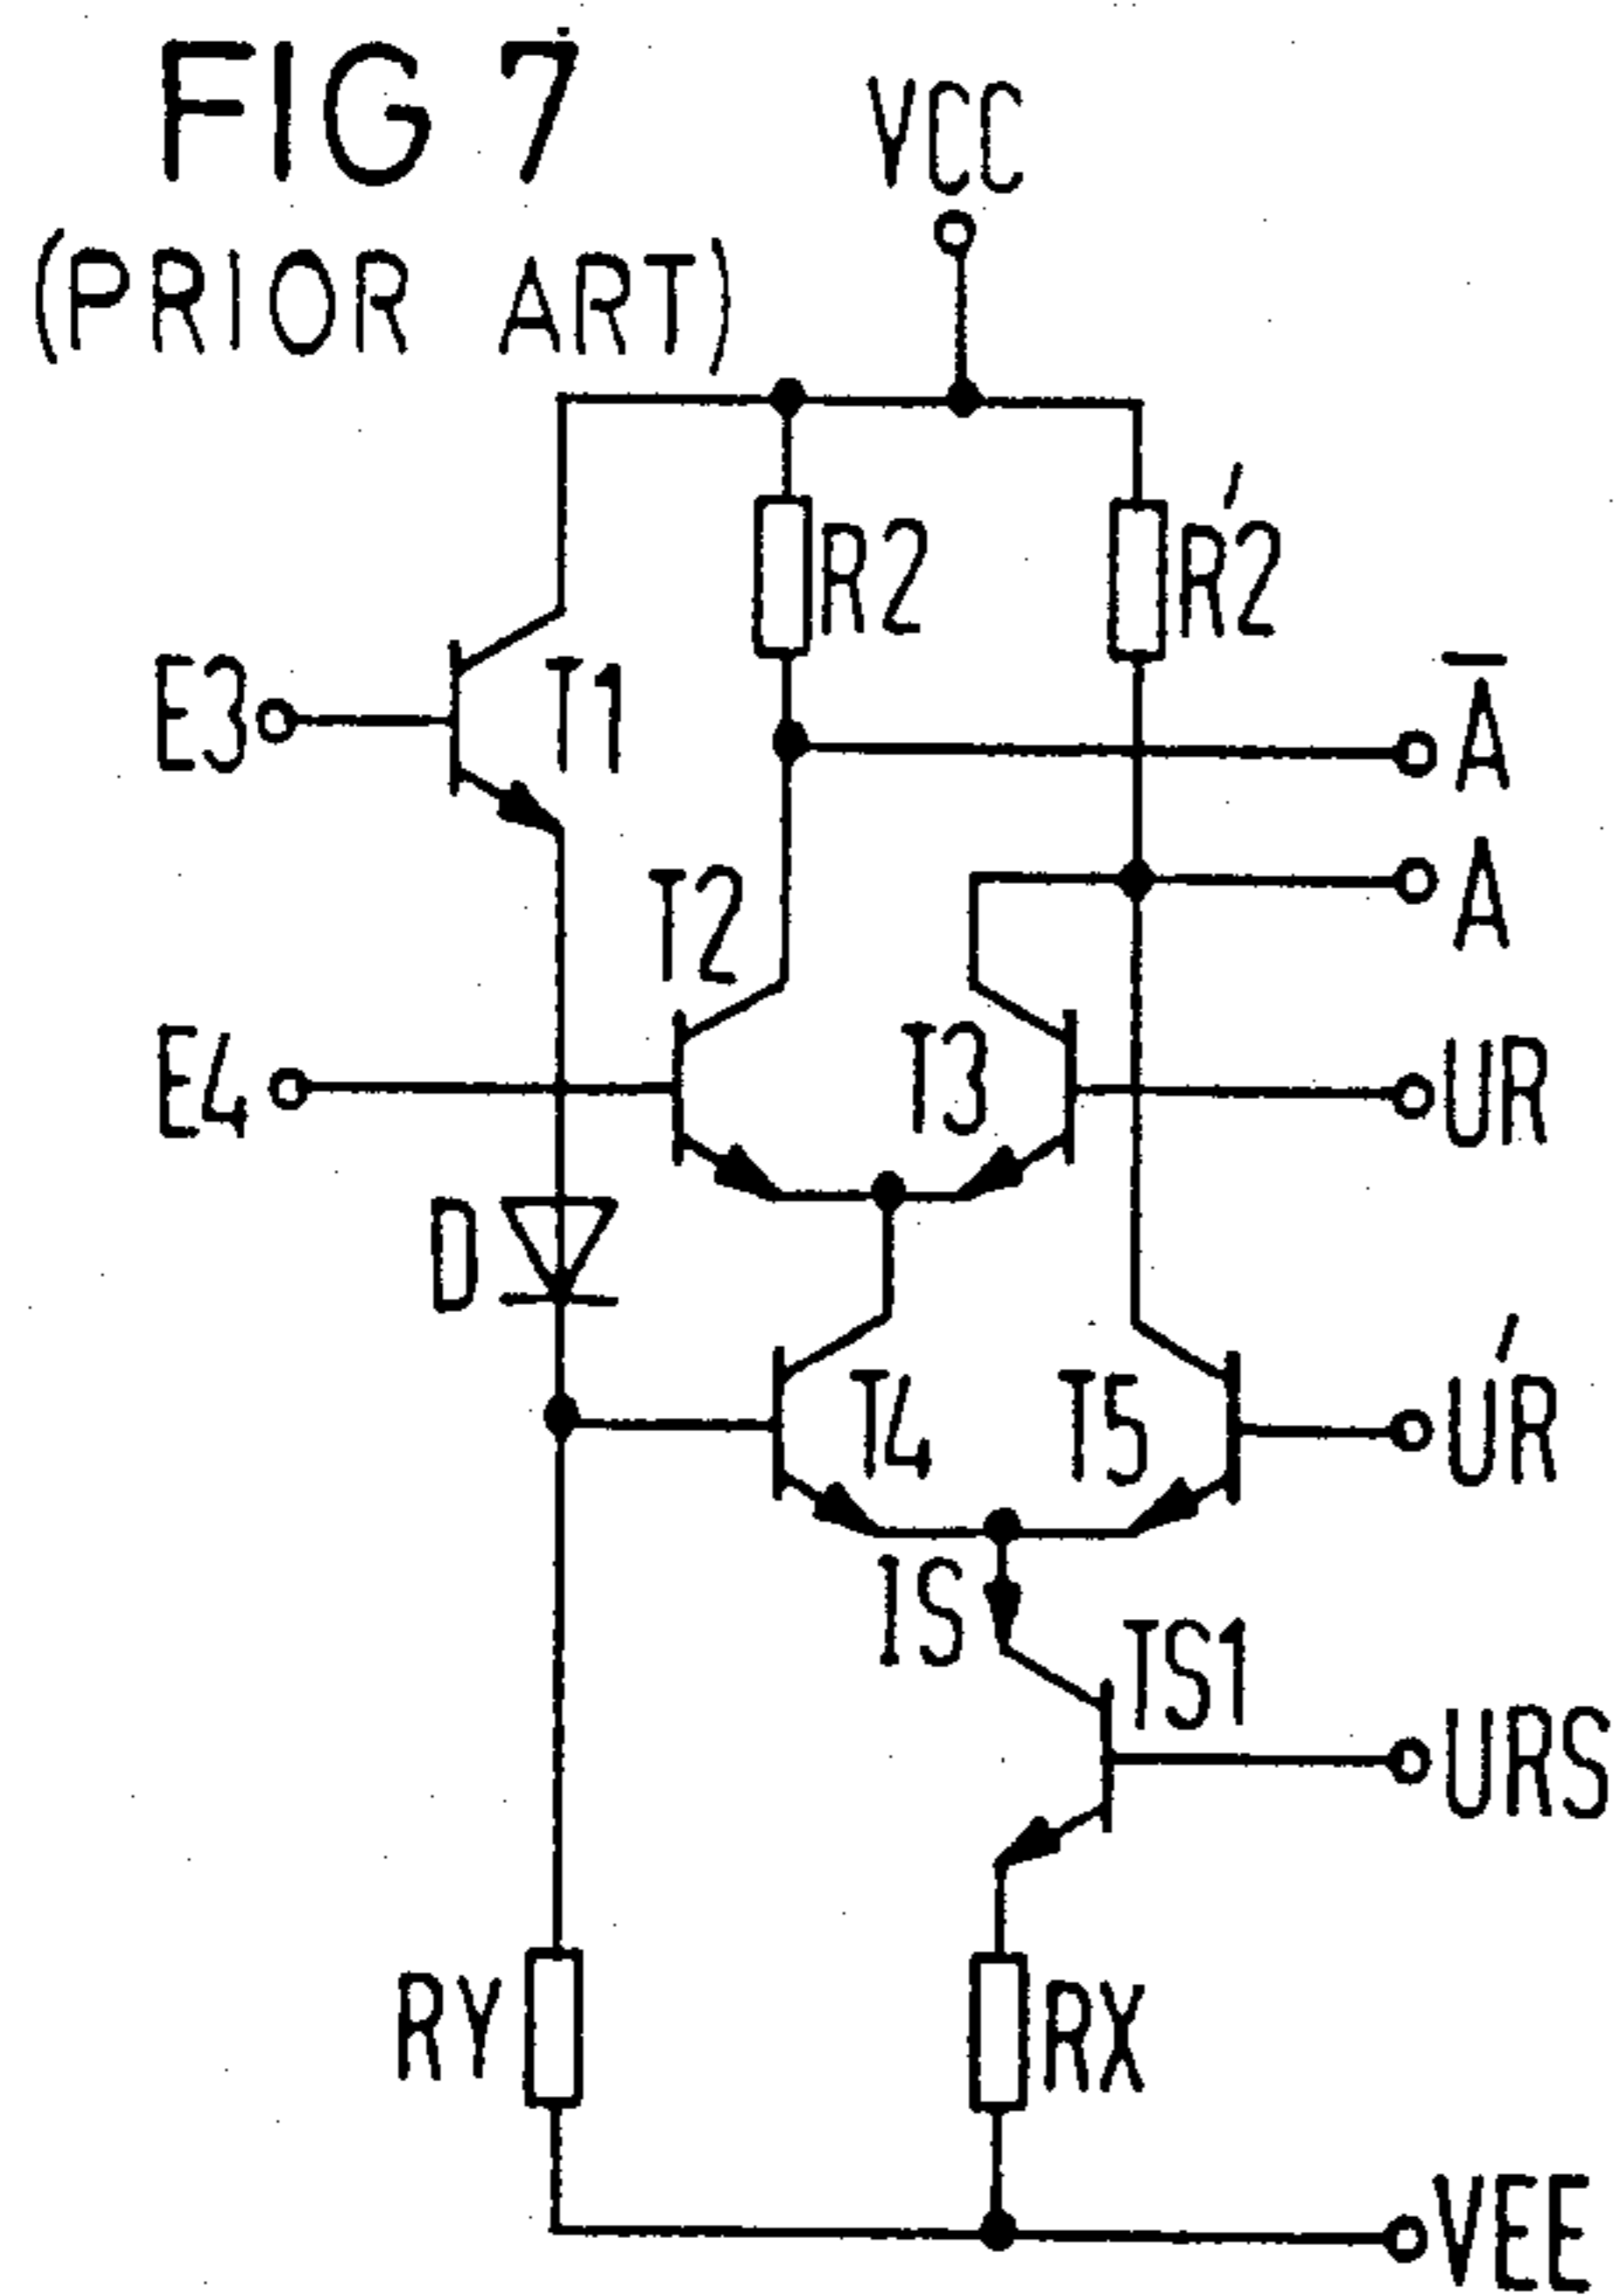 FIG 7
(PRIOR ART)
VCC
R2
R'2
E3
T1
A̅
A
T2
E4
T3
UR
D
T4
T5
UR'
IS
TS1
URS
RY
RX
VEE